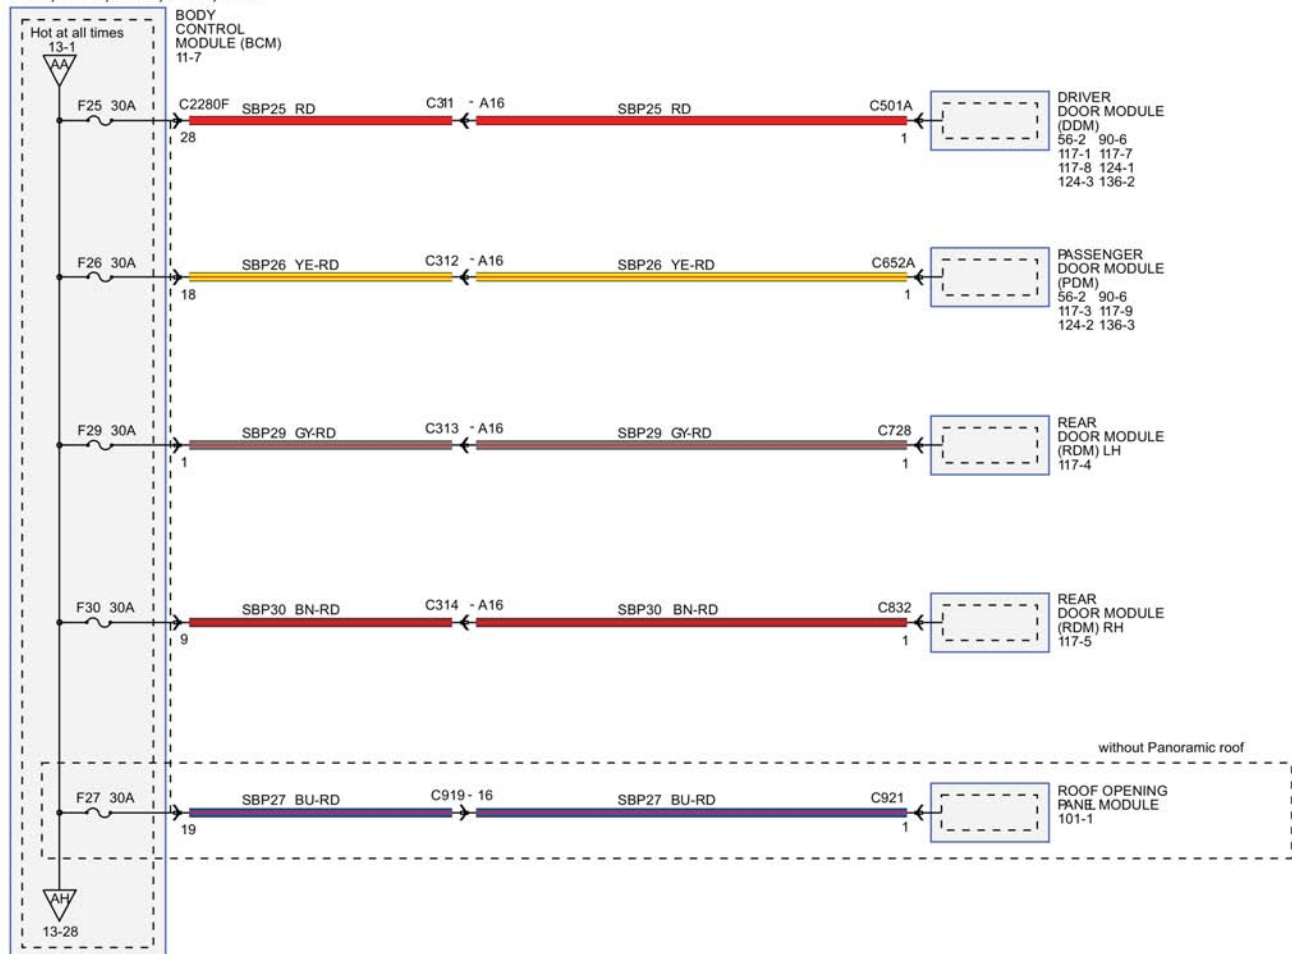 BODY
CONTROL
MODULE (BCM)
11-7
Hot at all times
13-1
AA
F25 30A
C2280F
SBP25 RD
C311 - A16
SBP25 RD
C501A
28
1
DRIVER
DOOR MODULE
(DDM)
56-2 90-6
117-1 117-7
117-8 124-1
124-3 136-2
F26 30A
SBP26 YE-RD
C312 - A16
SBP26 YE-RD
C652A
18
1
PASSENGER
DOOR MODULE
(PDM)
56-2 90-6
117-3 117-9
124-2 136-3
F29 30A
SBP29 GY-RD
C313 - A16
SBP29 GY-RD
C728
1
1
REAR
DOOR MODULE
(RDM) LH
117-4
F30 30A
SBP30 BN-RD
C314 - A16
SBP30 BN-RD
C832
9
1
REAR
DOOR MODULE
(RDM) RH
117-5
without Panoramic roof
F27 30A
SBP27 BU-RD
C919 - 16
SBP27 BU-RD
C921
19
1
ROOF OPENING
PANEL MODULE
101-1
AH
13-28